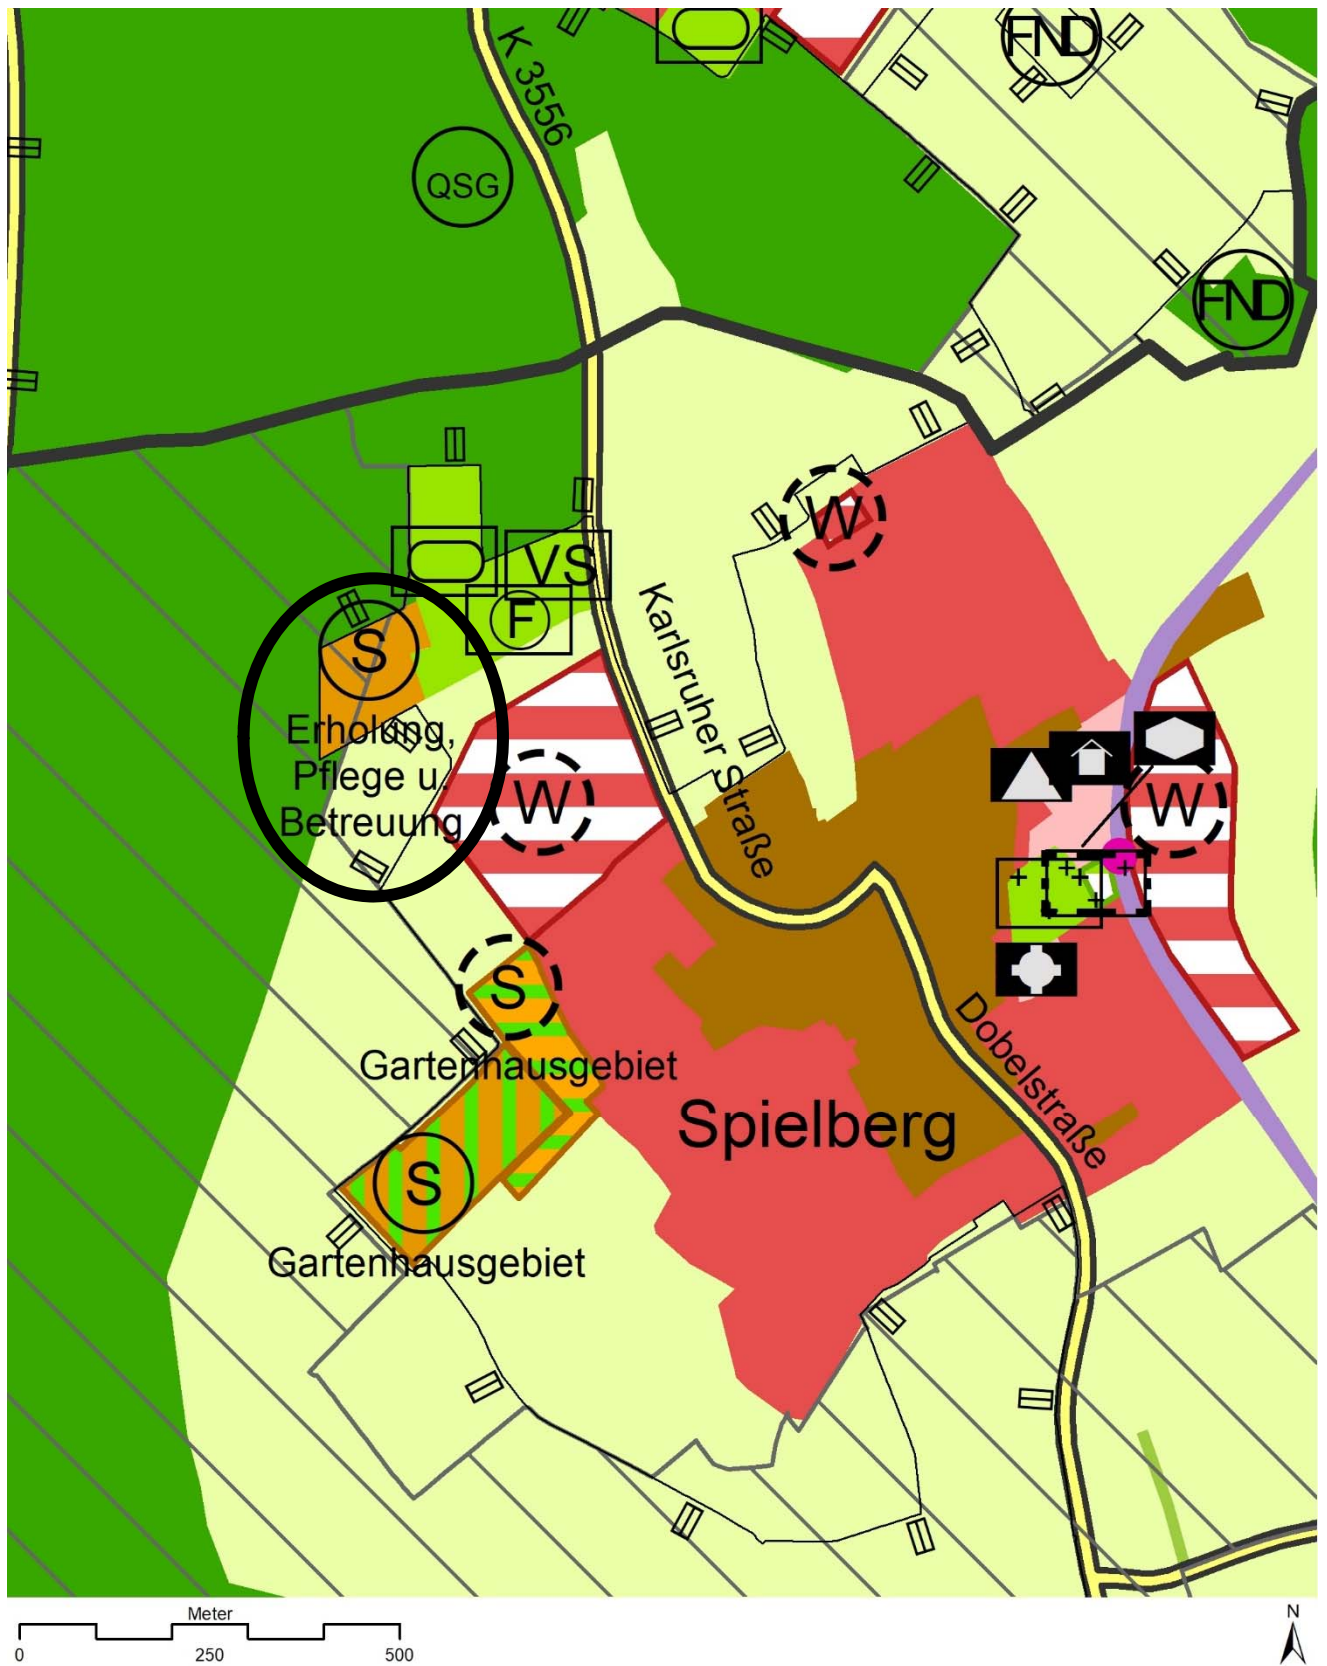 FND
K 3556
QSG
FND
W
VS
F
S
Karlsruher Straße
Erholung,
Pflege u.
Betreuung
W
W
S
Gartenhausgebiet
Dobelstraße
Spielberg
S
Gartenhausgebiet
Meter
0 250 500
N